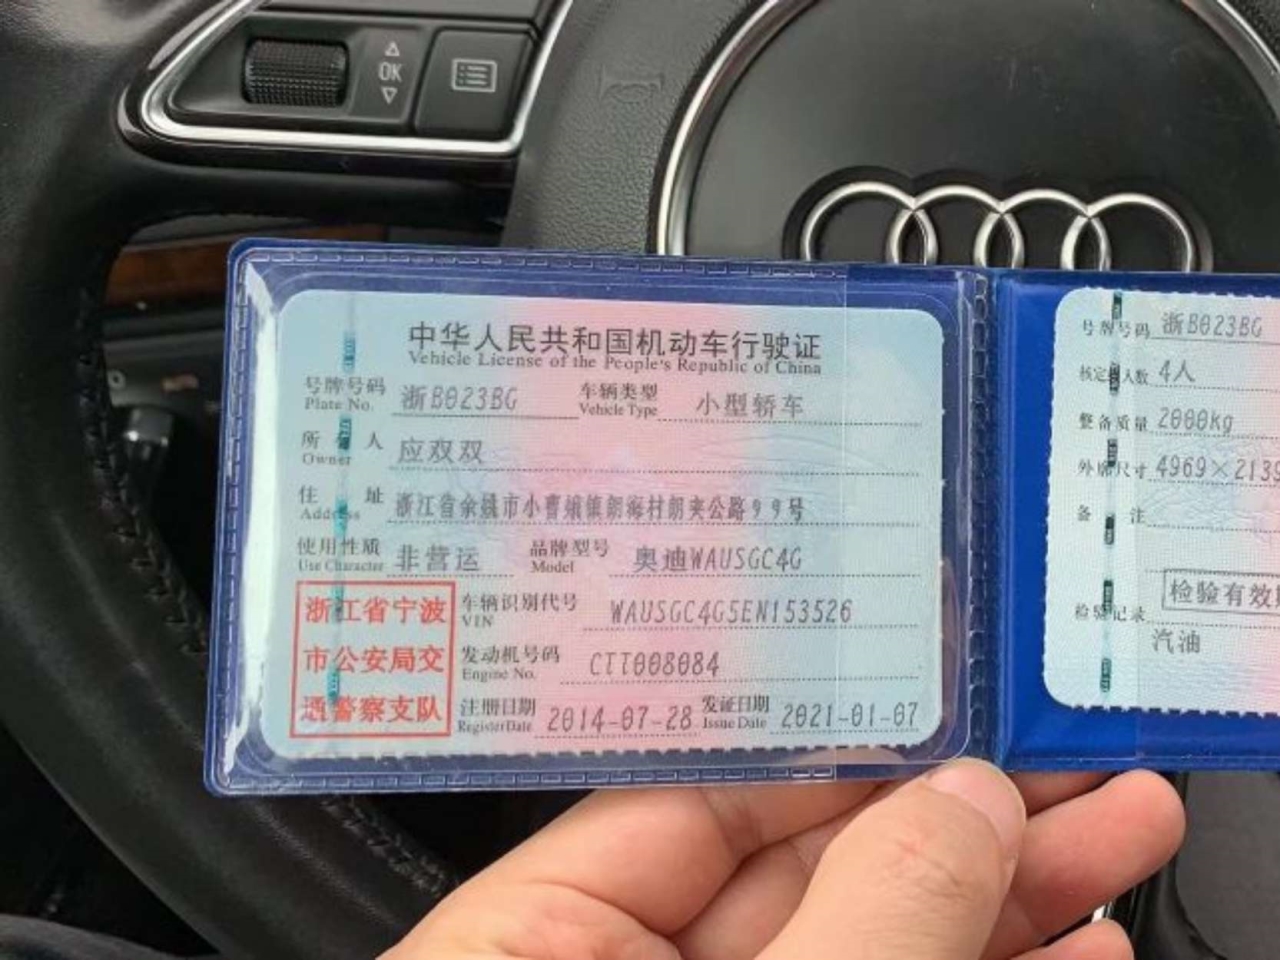 OK
中华人民共和国机动车行驶证
Vehicle License of the People's Republic of China
号牌号码 浙B023BG 车辆类型 小型轿车
Plate No. Vehicle Type
所有人 应双双
Owner
住址 浙江省余姚市小曹娥镇朗海村朗夹公路99号
Address
使用性质 非营运 品牌型号 奥迪WAUSGC4G
Use Character Model
浙江省宁波
市公安局交
通警察支队
车辆识别代号 WAUSGC4G5EN153526
VIN
发动机号码 CTT008084
Engine No.
注册日期 2014-07-28 发证日期 2021-01-07
Register Date Issue Date
号牌号码 浙B023BG
核定人数 4人
整备质量 2000kg
外廓尺寸 4969×2139
备注
检验有效
检验记录
汽油